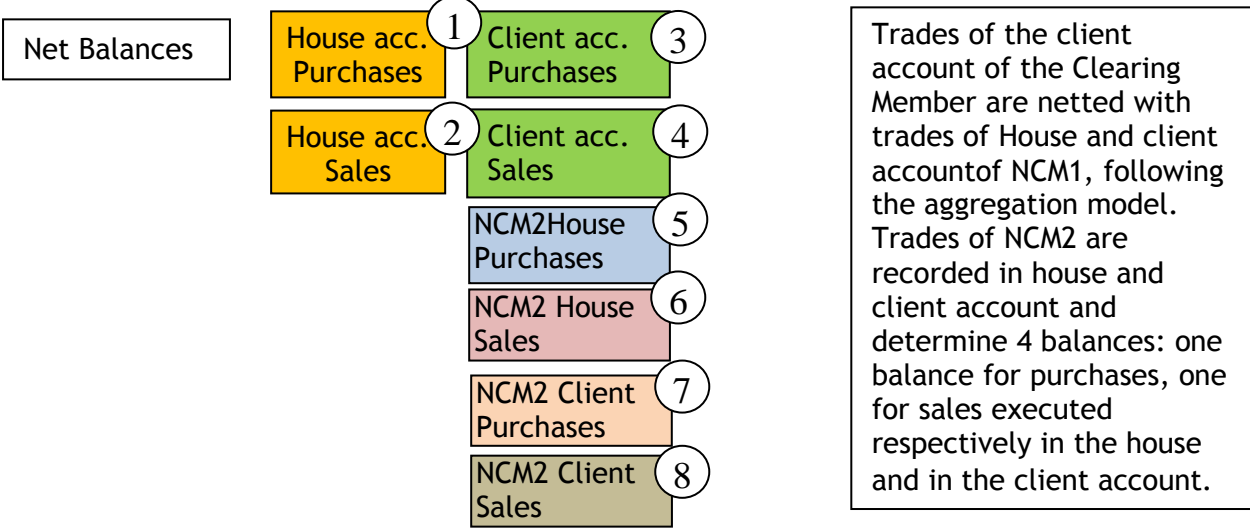 Net Balances
House acc.
Purchases
1
Client acc.
Purchases
3
House acc.
Sales
2
Client acc.
Sales
4
NCM2House
Purchases
5
NCM2 House
Sales
6
NCM2 Client
Purchases
7
NCM2 Client
Sales
8
Trades of the client
account of the Clearing
Member are netted with
trades of House and client
accountof NCM1, following
the aggregation model.
Trades of NCM2 are
recorded in house and
client account and
determine 4 balances: one
balance for purchases, one
for sales executed
respectively in the house
and in the client account.